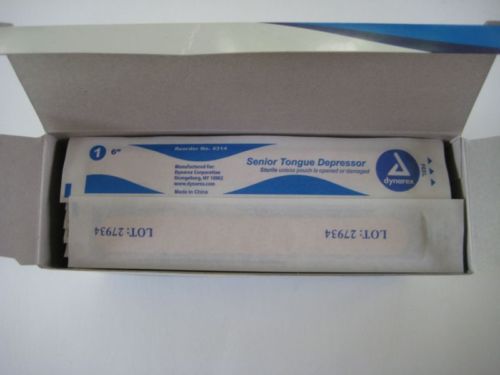 1 6"
Reorder No. 4314
Manufactured for:
Dynarex Corporation
Orangeburg, NY 10962
www.dynarex.com
Made in China
Senior Tongue Depressor
Sterile unless pouch is opened or damaged
dynarex
PEEL
LOT: 27934
LOT: 27934